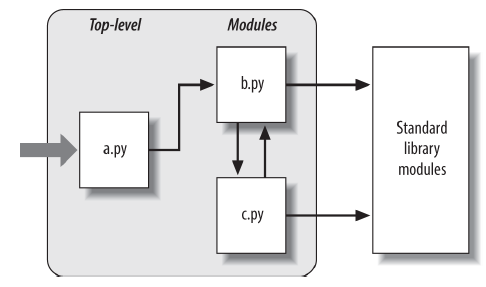 Top-level
Modules
a.py
b.py
c.py
Standard
library
modules